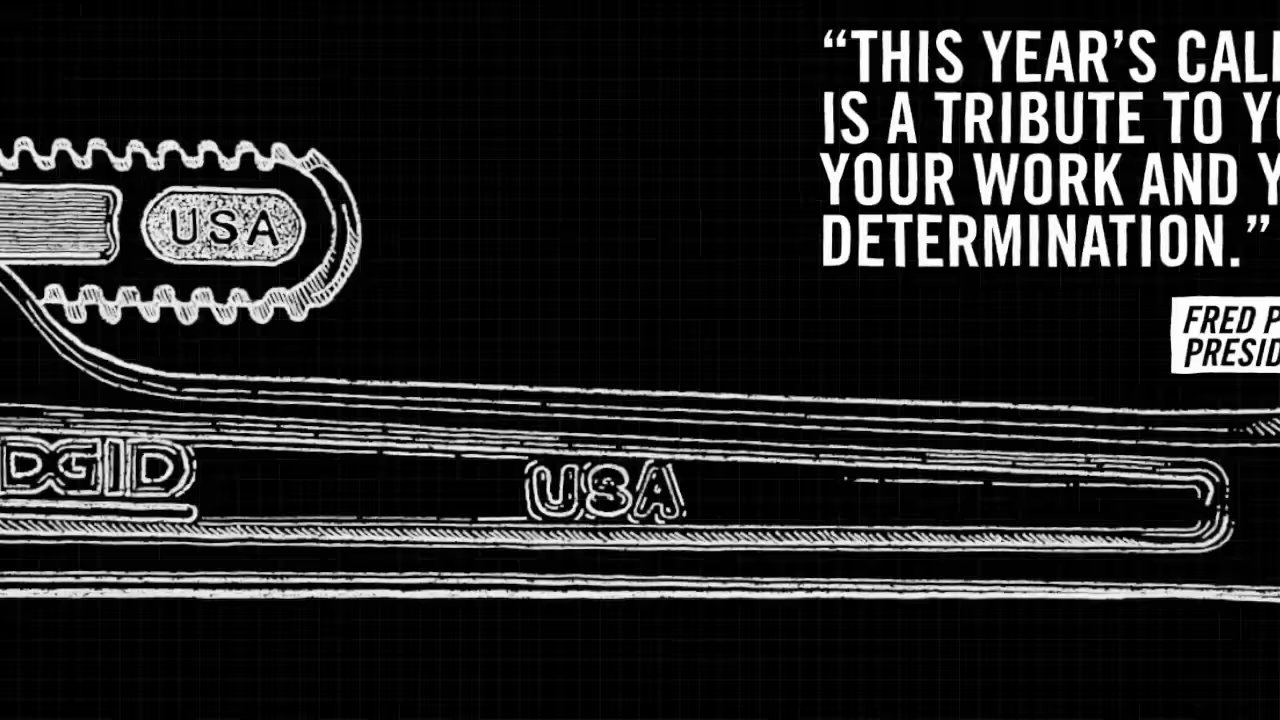 “THIS YEAR’S CAL
IS A TRIBUTE TO
YOUR WORK AND
DETERMINATION.”
FRED P
PRESID
USA
DGID
USA